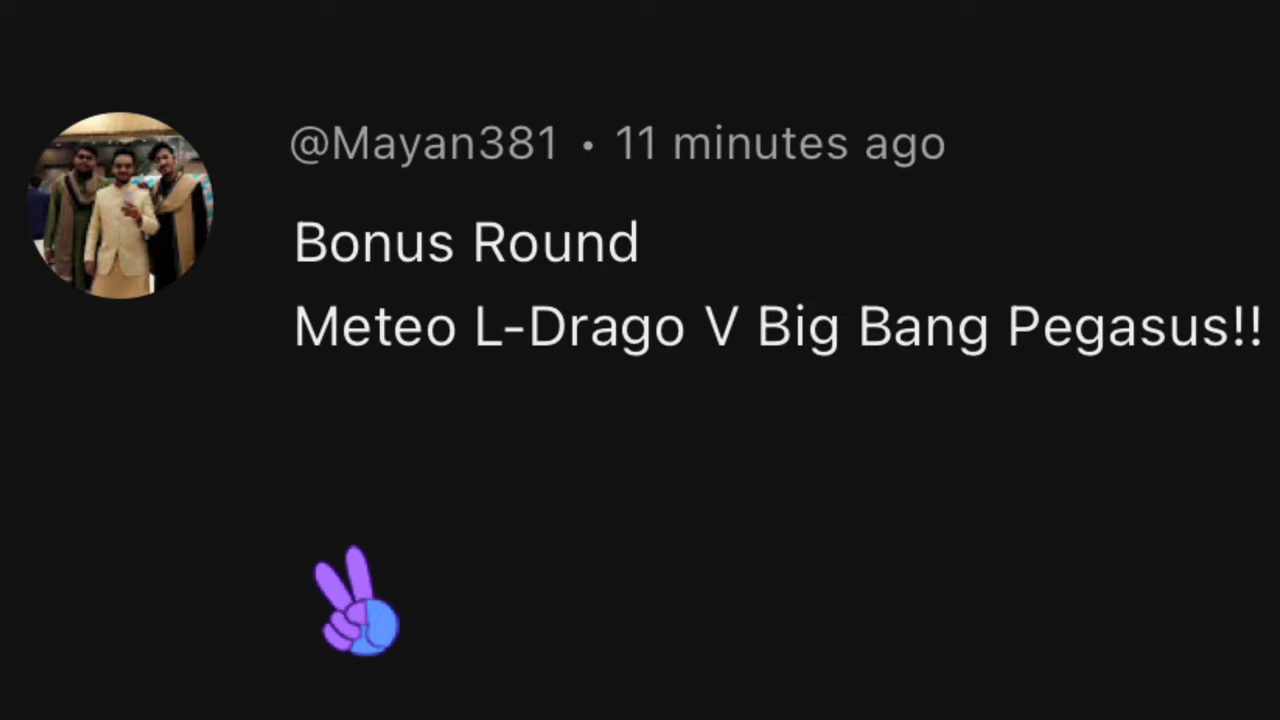 @Mayan381 • 11 minutes ago
Bonus Round
Meteo L-Drago V Big Bang Pegasus!!